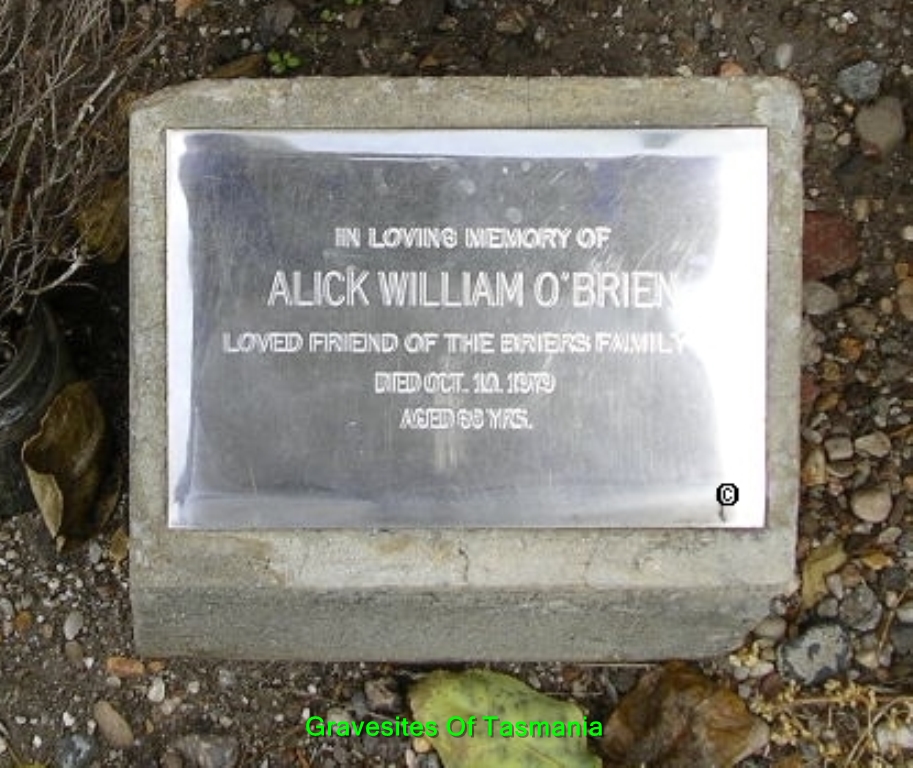 IN LOVING MEMORY OF
ALICK WILLIAM O'BRIEN
LOVED FRIEND OF THE BRIERS FAMILY
DIED OCT. 10. 1979
AGED YRS.
©
Gravesites Of Tasmania